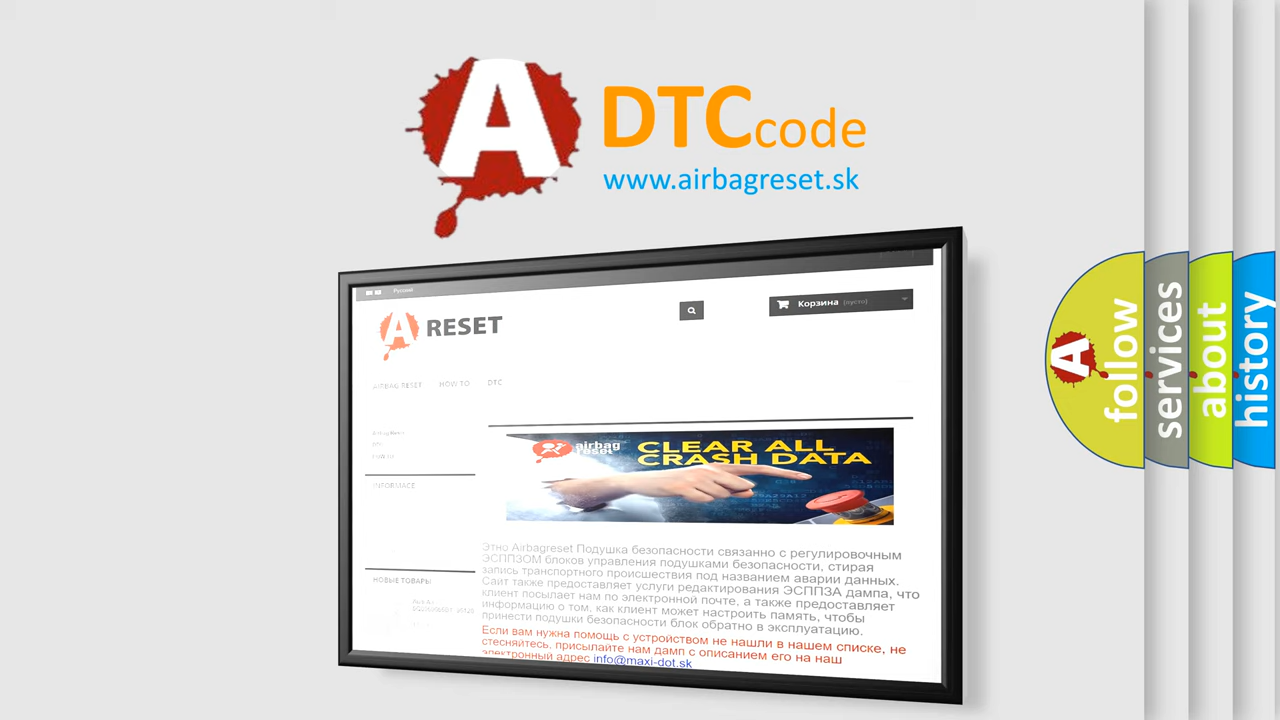 A
DTCcode
www.airbagreset.sk
Русский
A RESET
Корзина (пусто)
AIRBAG RESET HOW TO DTC
INFORMACE
airbag
reset
CLEAR ALL
CRASH DATA
Этно Airbagreset Подушка безопасности связанно с регулировочным
ЭСППЗОМ блоков управления подушками безопасности, стирая
запись транспортного происшествия под названием аварии данных.
Сайт также предоставляет услуги редактирования ЭСППЗА дампа, что
клиент посылает нам по электронной почте, а также предоставляет
информацию о том, как клиент может настроить память, чтобы
принести подушки безопасности блок обратно в эксплуатацию.
Если вам нужна помощь с устройством не нашли в нашем списке, не
стесняйтесь, присылайте нам дамп с описанием его на наш
электронный адрес info@maxi-dot.sk
НОВЫЕ ТОВАРЫ
A
follow
services
about
history